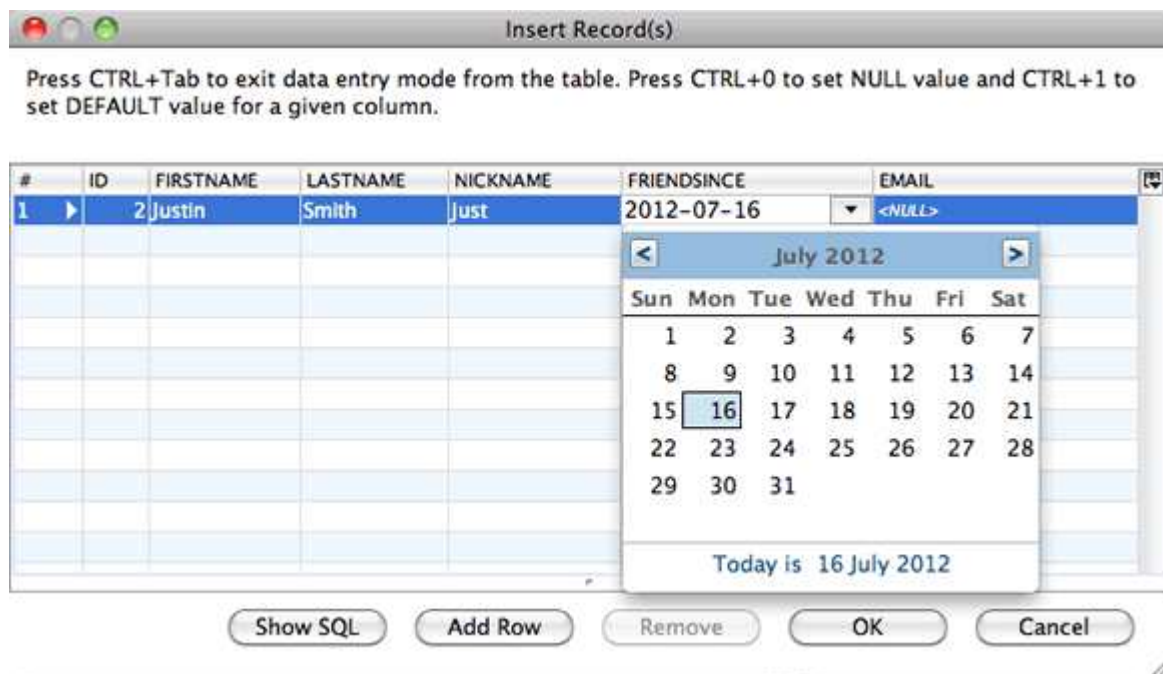 Insert Record(s)
Press CTRL+Tab to exit data entry mode from the table. Press CTRL+0 to set NULL value and CTRL+1 to
set DEFAULT value for a given column.
# ID FIRSTNAME LASTNAME NICKNAME FRIENDSINCE EMAIL
1 2 Justin Smith Just 2012-07-16 <NULL>
< July 2012 >
Sun Mon Tue Wed Thu Fri Sat
1 2 3 4 5 6 7
8 9 10 11 12 13 14
15 16 17 18 19 20 21
22 23 24 25 26 27 28
29 30 31
Today is 16 July 2012
Show SQL Add Row Remove OK Cancel